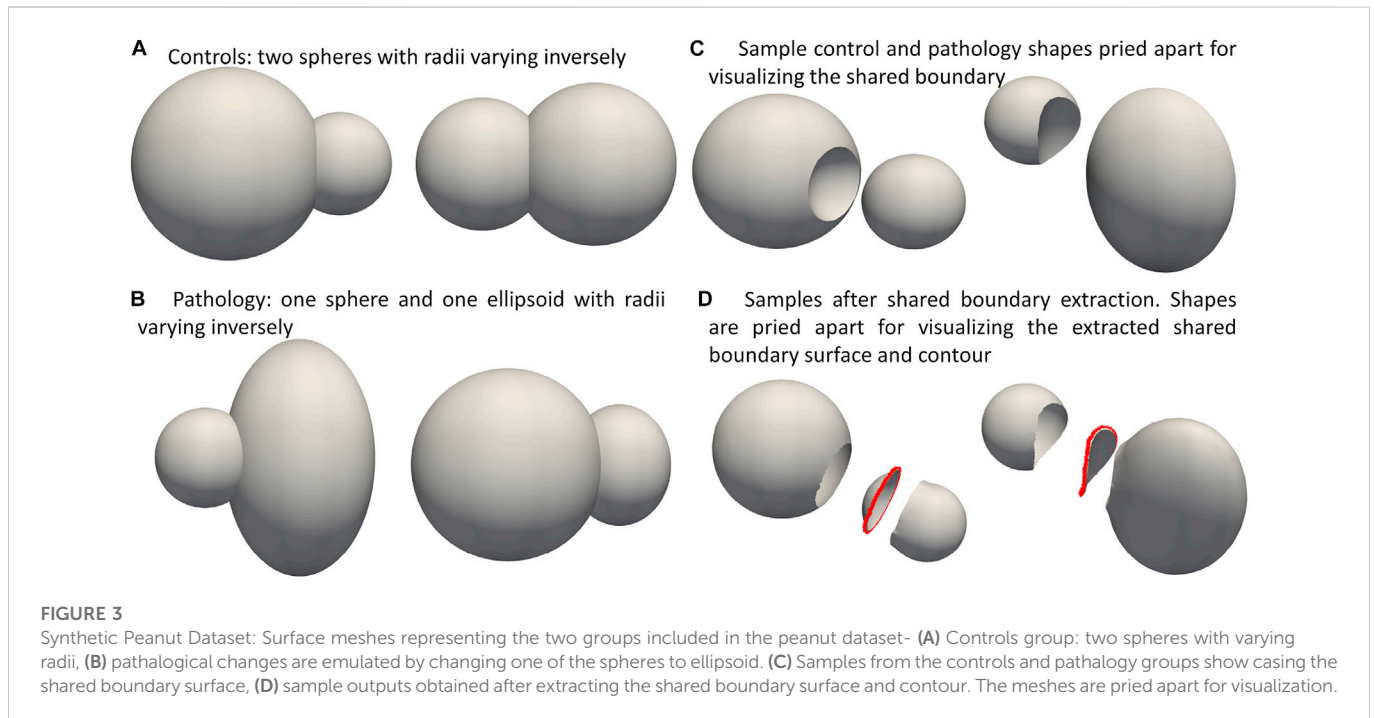 A Controls: two spheres with radii varying inversely
C Sample control and pathology shapes pried apart for
visualizing the shared boundary
B Pathology: one sphere and one ellipsoid with radii
varying inversely
D Samples after shared boundary extraction. Shapes
are pried apart for visualizing the extracted shared
boundary surface and contour
FIGURE 3
Synthetic Peanut Dataset: Surface meshes representing the two groups included in the peanut dataset- (A) Controls group: two spheres with varying
radii, (B) pathalogical changes are emulated by changing one of the spheres to ellipsoid. (C) Samples from the controls and pathalogy groups show casing the
shared boundary surface, (D) sample outputs obtained after extracting the shared boundary surface and contour. The meshes are pried apart for visualization.